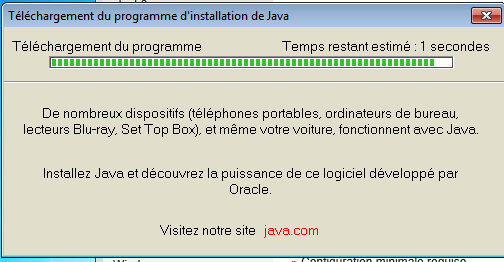 Téléchargement du programme d'installation de Java
Téléchargement du programme Temps restant estimé : 1 secondes
De nombreux dispositifs (téléphones portables, ordinateurs de bureau,
lecteurs Blu-ray, Set Top Box), et même votre voiture, fonctionnent avec Java.
Installez Java et découvrez la puissance de ce logiciel développé par
Oracle.
Visitez notre site java.com
Configuration minimale requise